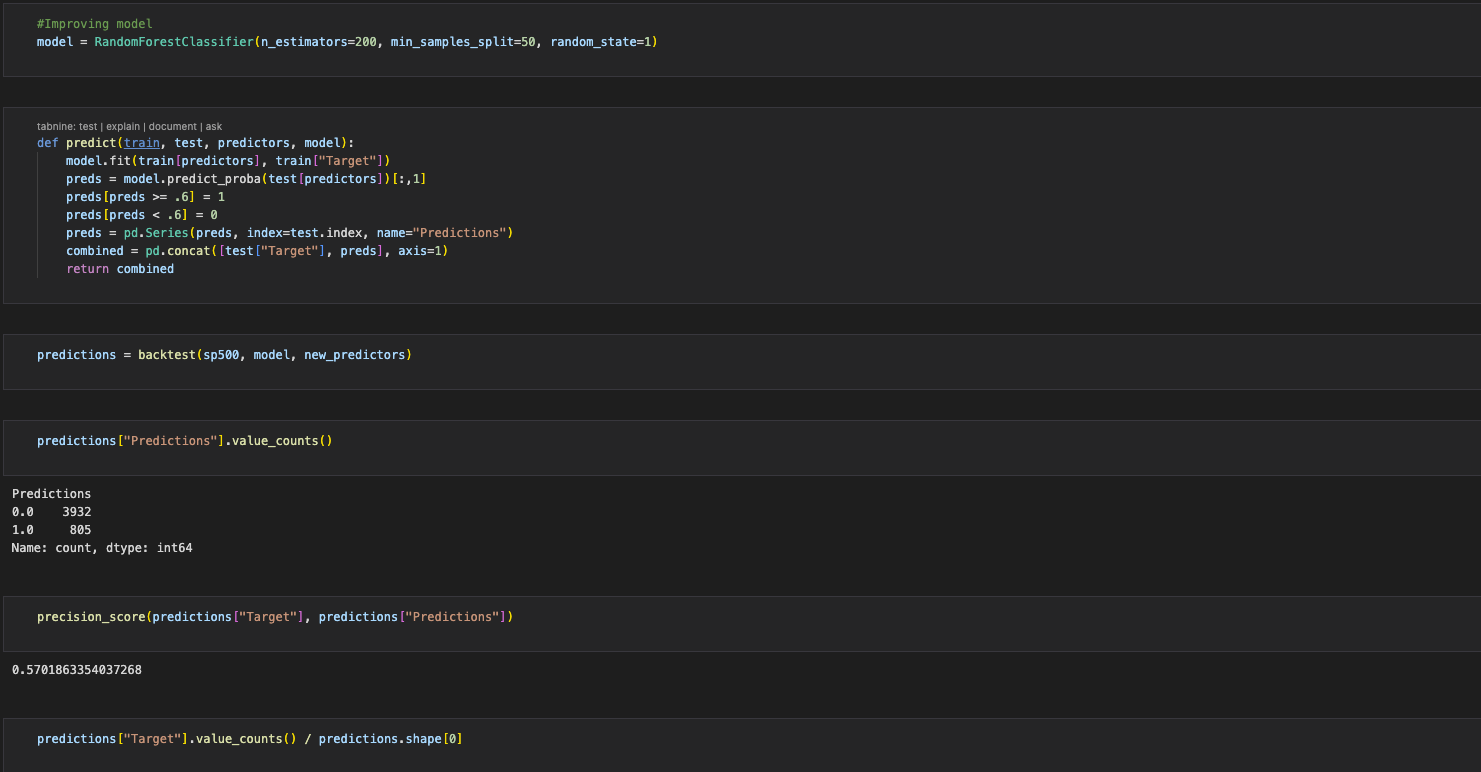 #Improving model
model = RandomForestClassifier(n_estimators=200, min_samples_split=50, random_state=1)
tabnine: test | explain | document | ask
def predict(train, test, predictors, model):
    model.fit(train[predictors], train["Target"])
    preds = model.predict_proba(test[predictors])[:,1]
    preds[preds >= .6] = 1
    preds[preds < .6] = 0
    preds = pd.Series(preds, index=test.index, name="Predictions")
    combined = pd.concat([test["Target"], preds], axis=1)
    return combined
predictions = backtest(sp500, model, new_predictors)
predictions["Predictions"].value_counts()
Predictions
0.0    3932
1.0     805
Name: count, dtype: int64
precision_score(predictions["Target"], predictions["Predictions"])
0.5701863354037268
predictions["Target"].value_counts() / predictions.shape[0]